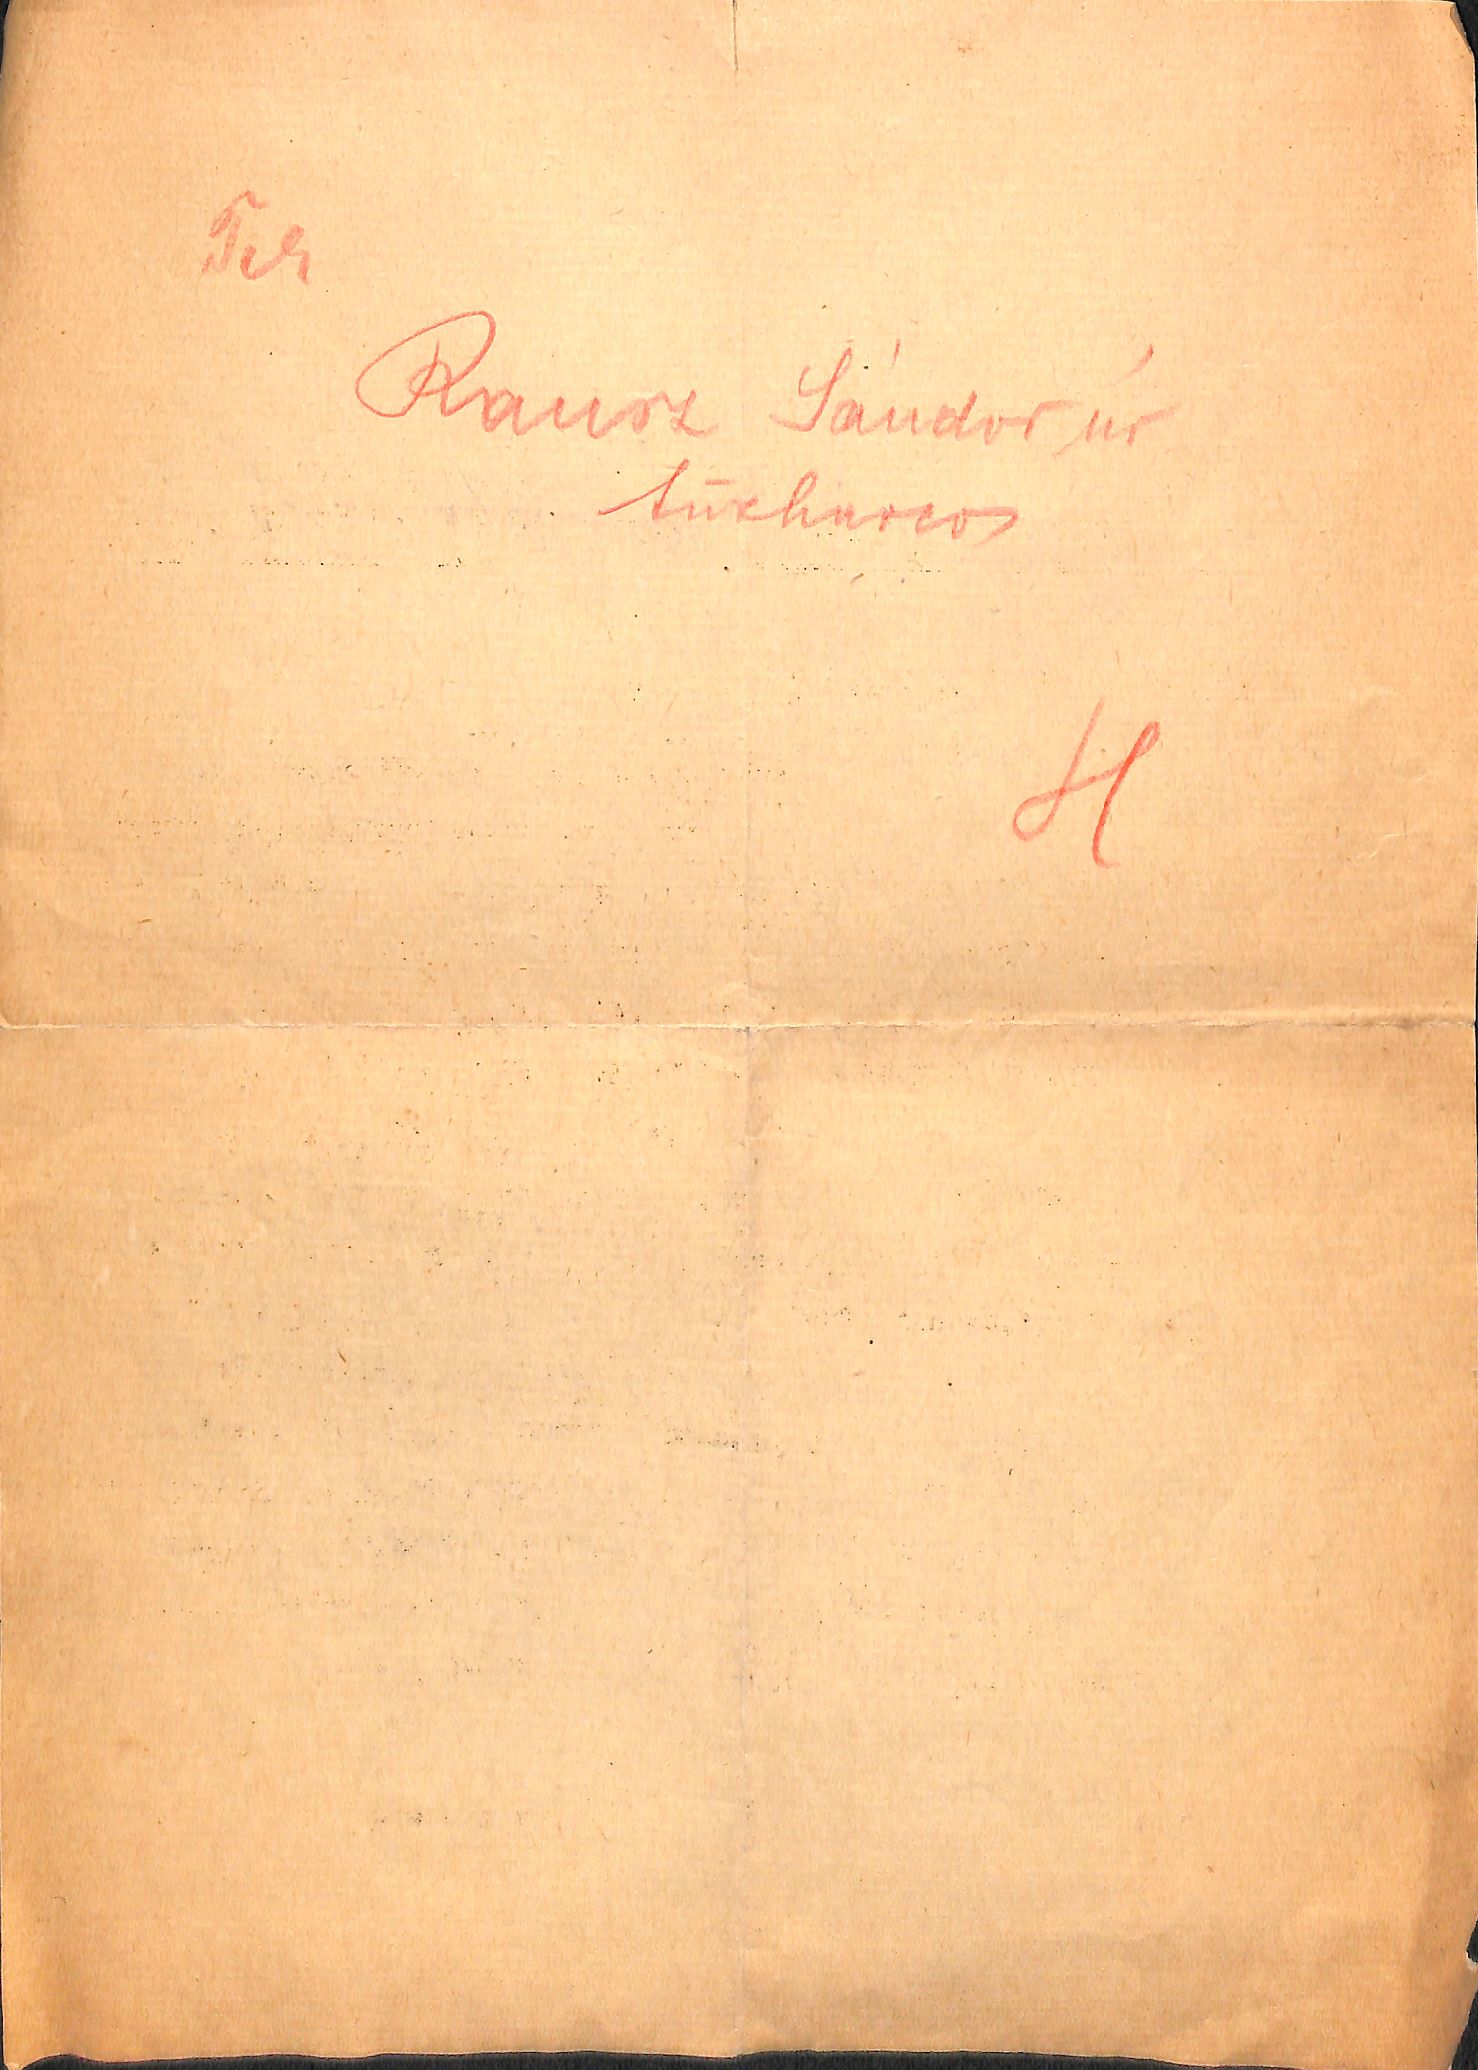 Tek
Rausz Sándor úr
tűzharcos
H